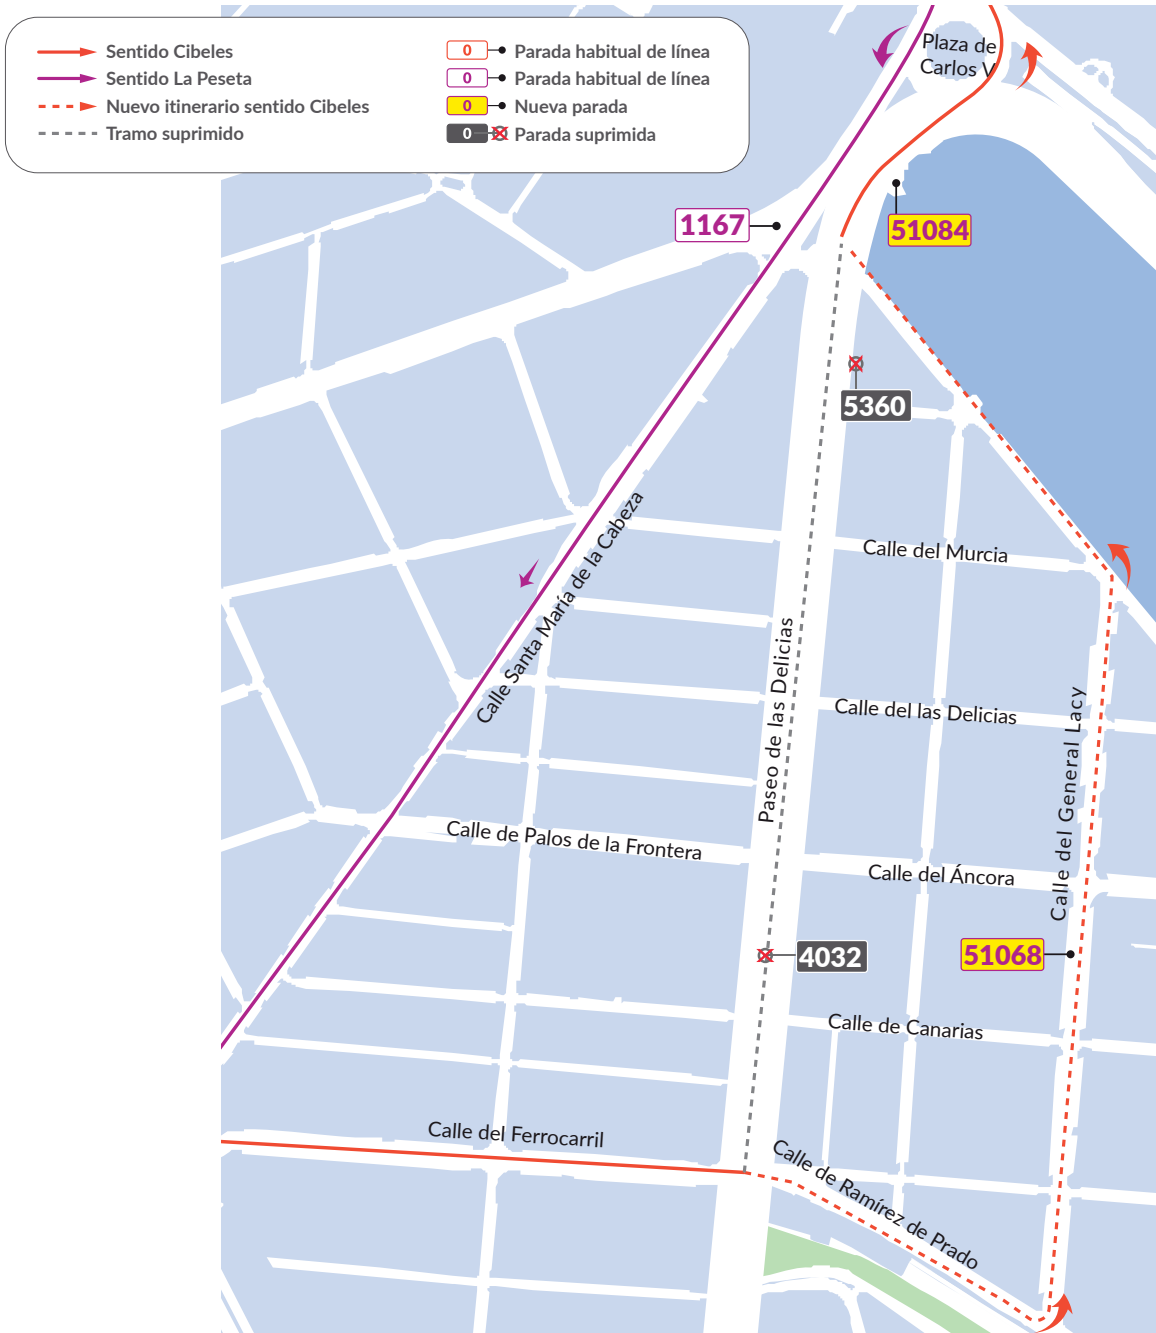 Sentido Cibeles
Sentido La Peseta
Nuevo itinerario sentido Cibeles
Tramo suprimido
0 Parada habitual de línea
0 Parada habitual de línea
0 Nueva parada
0 Parada suprimida
Plaza de
Carlos V
1167
51084
5360
Calle Santa María de la Cabeza
Calle del Murcia
Paseo de las Delicias
Calle del las Delicias
Calle del General Lacy
Calle de Palos de la Frontera
Calle del Áncora
4032
51068
Calle de Canarias
Calle del Ferrocarril
Calle de Ramírez de Prado